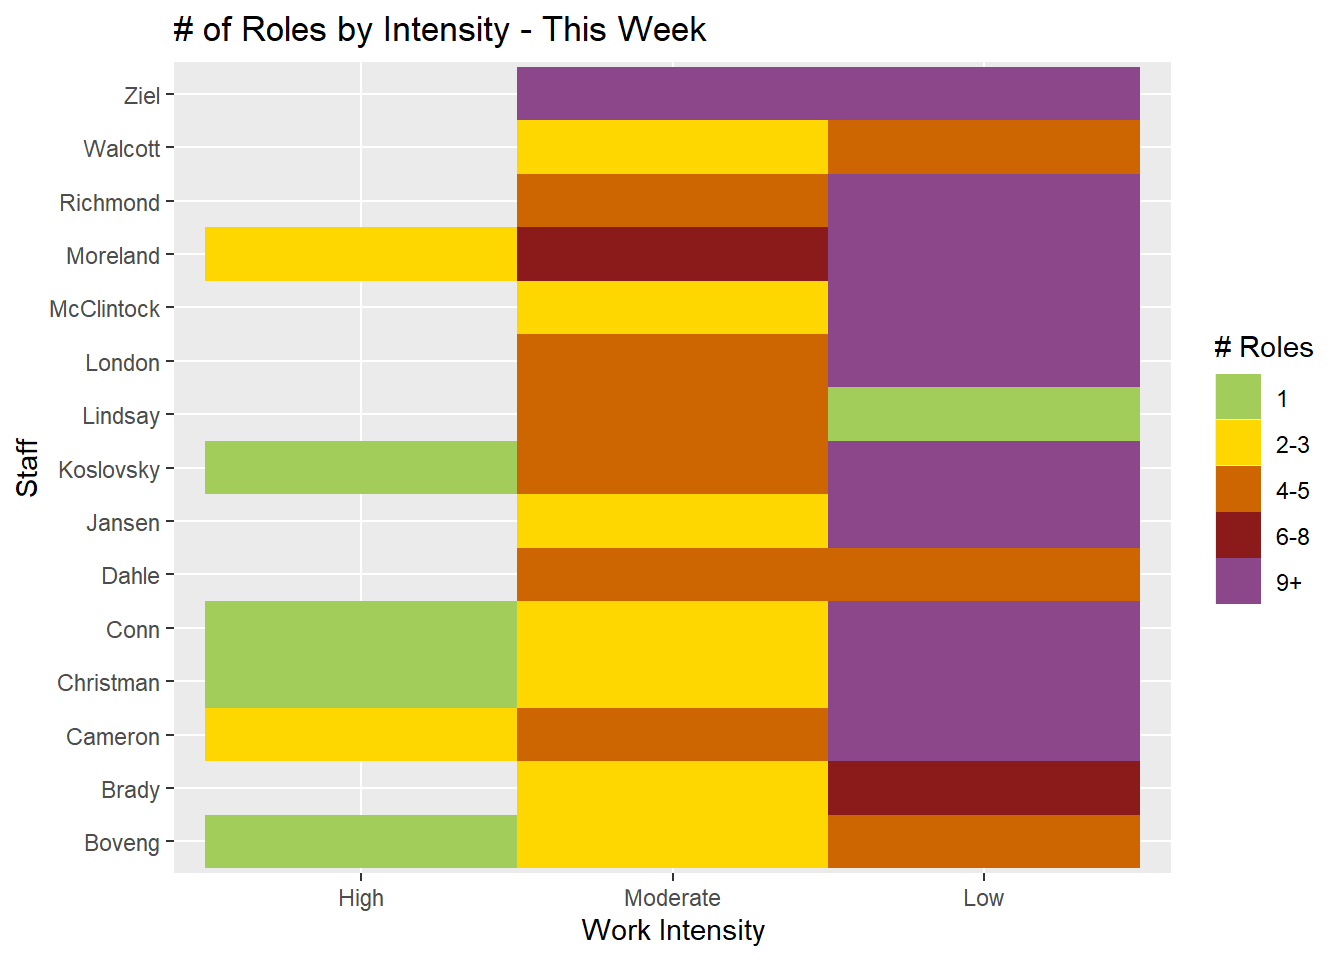 # of Roles by Intensity - This Week
Staff
Ziel
Walcott
Richmond
Moreland
McClintock
London
Lindsay
Koslovsky
Jansen
Dahle
Conn
Christman
Cameron
Brady
Boveng
High
Moderate
Low
Work Intensity
# Roles
1
2-3
4-5
6-8
9+